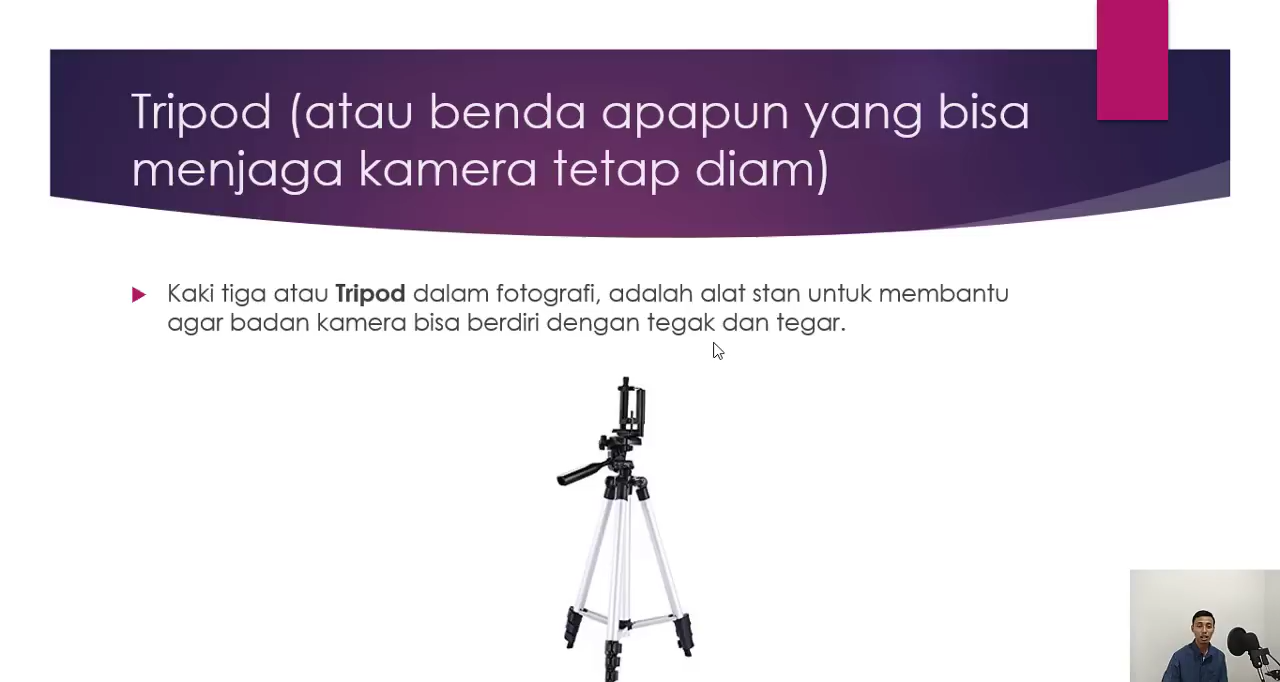 Tripod (atau benda apapun yang bisa
menjaga kamera tetap diam)
Kaki tiga atau Tripod dalam fotografi, adalah alat stan untuk membantu
agar badan kamera bisa berdiri dengan tegak dan tegar.